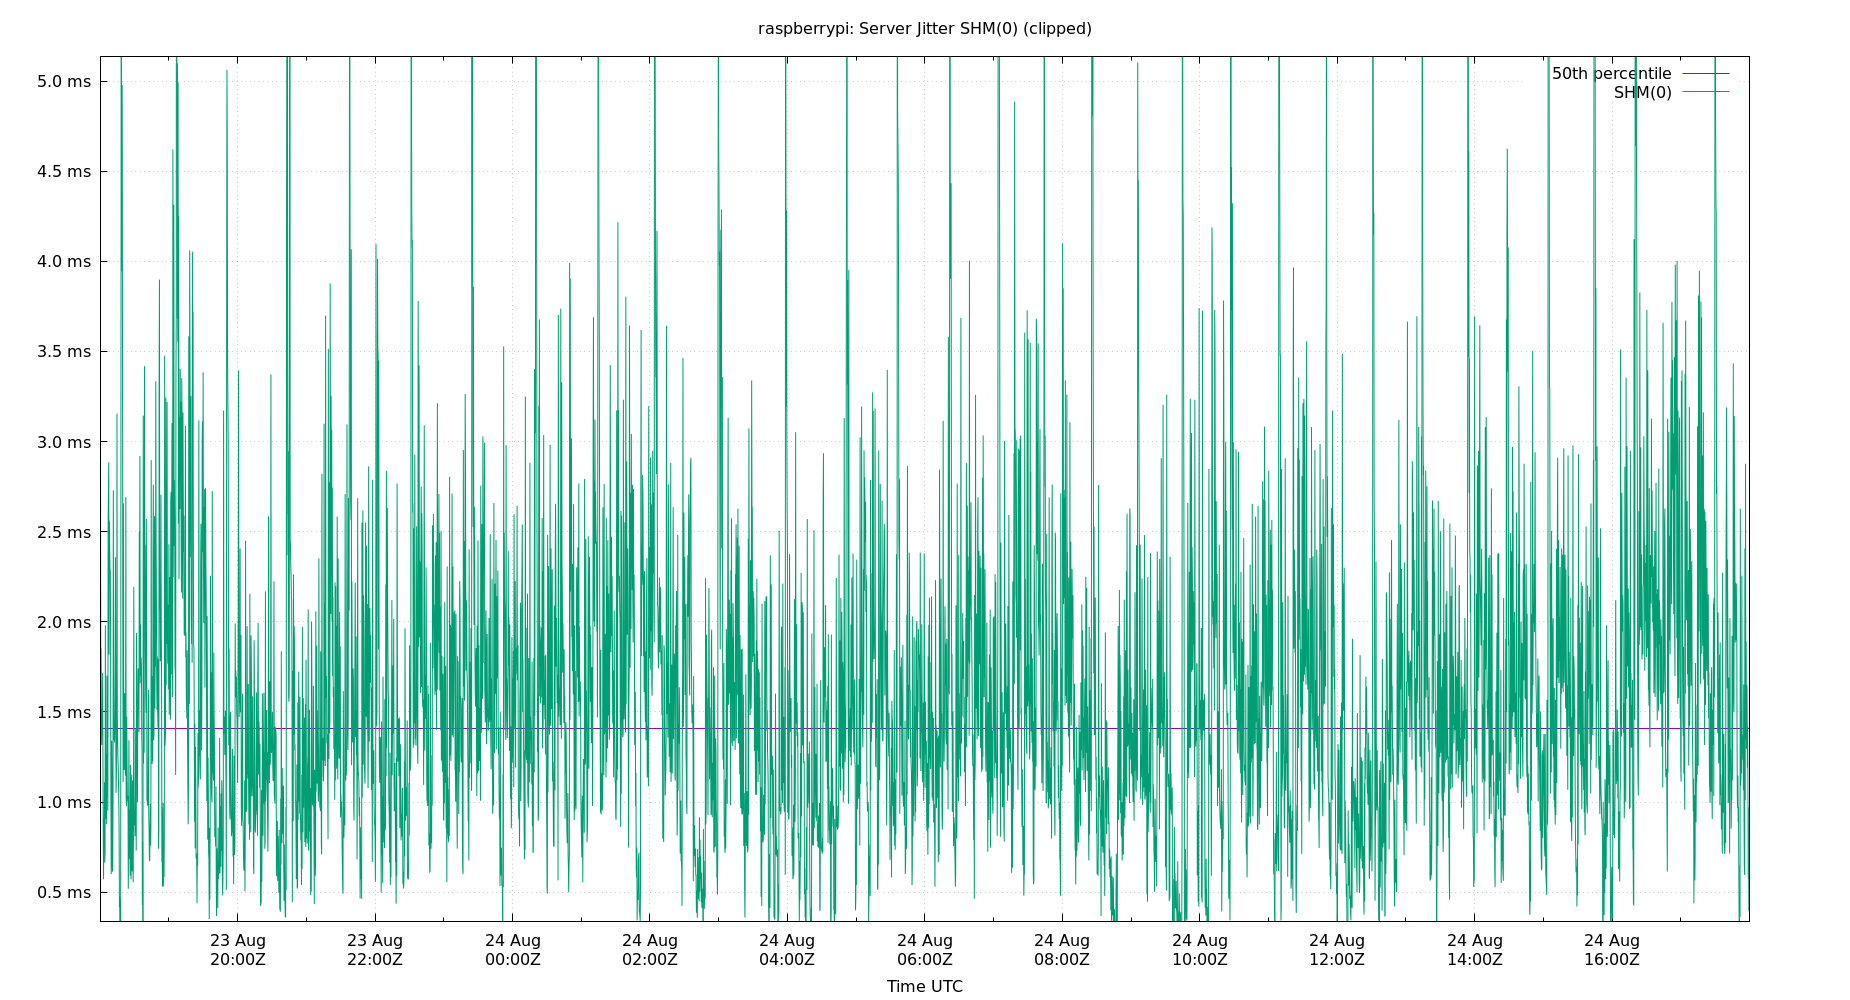 raspberrypi: Server Jitter SHM(0) (clipped)
50th percentile
SHM(0)
5.0 ms
4.5 ms
4.0 ms
3.5 ms
3.0 ms
2.5 ms
2.0 ms
1.5 ms
1.0 ms
0.5 ms
23 Aug
20:00Z
23 Aug
22:00Z
24 Aug
00:00Z
24 Aug
02:00Z
24 Aug
04:00Z
24 Aug
06:00Z
24 Aug
08:00Z
24 Aug
10:00Z
24 Aug
12:00Z
24 Aug
14:00Z
24 Aug
16:00Z
Time UTC